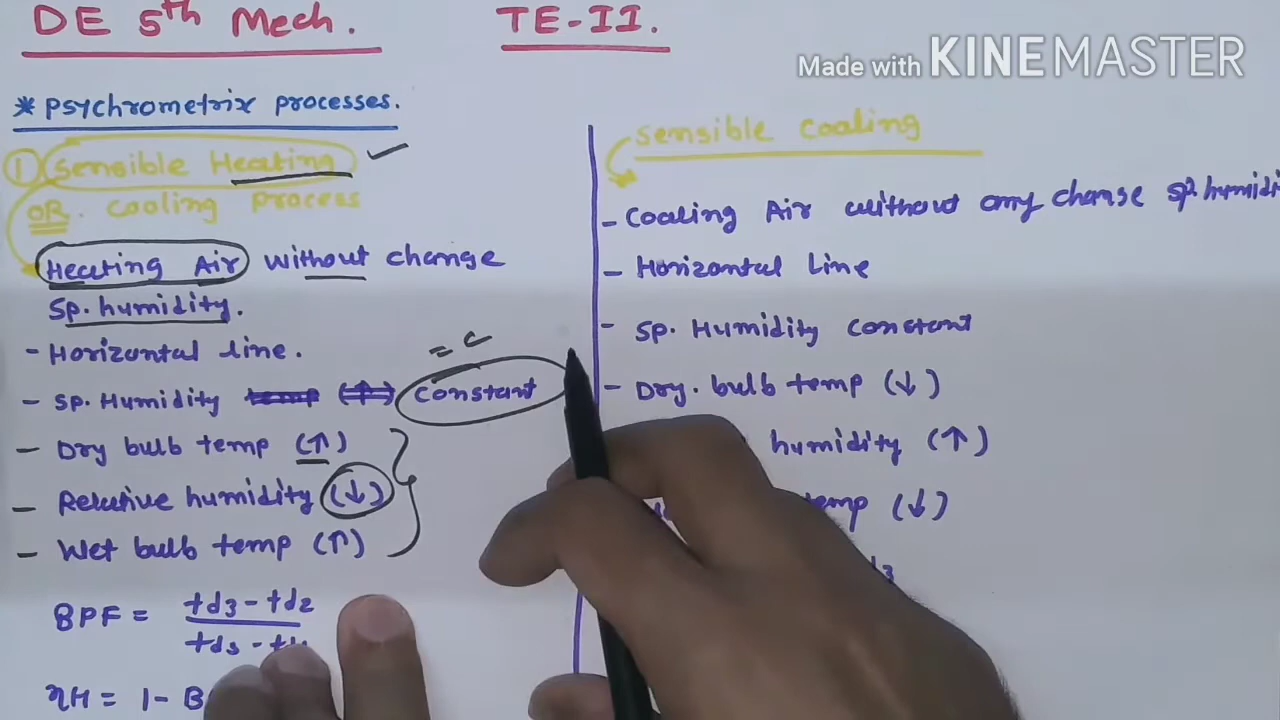 DE 5th Mech. TE-II.
Made with KINEMASTER
* Psychrometrix processes.
① Sensible Heating
OR cooling process
Heating Air without change
Sp. humidity.
- Horizontal line.
= c
- Sp. Humidity temp (↑) Constant
- Dry bulb temp (↑)
- Relative humidity (↓)
- Wet bulb temp (↑)
BPF = td3 - td2
td3 -
ηH = 1 - B
Sensible Cooling
- Cooling Air without any change sp. humidi
- Horizontal Line
- Sp. Humidity constant
- Dry. bulb temp (↓)
humidity (↑)
temp (↓)